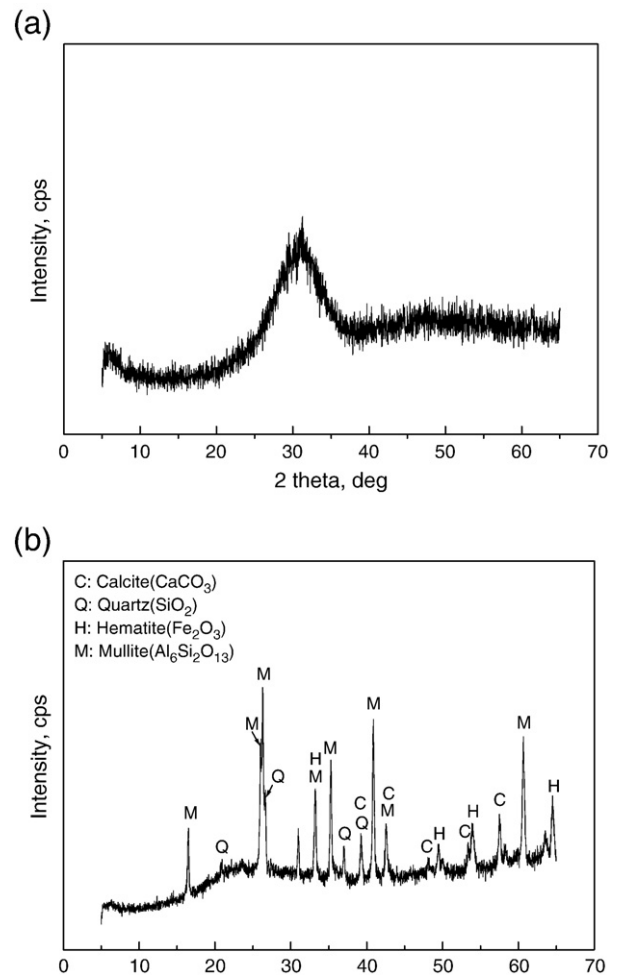 (a)
Intensity, cps
0 10 20 30 40 50 60 70
2 theta, deg
(b)
C: Calcite(CaCO₃)
Q: Quartz(SiO₂)
H: Hematite(Fe₂O₃)
M: Mullite(Al₆Si₂O₁₃)
Intensity, cps
M
Q
M
M
Q
H
M
M
Q
C
Q
M
C
M
C
H
C
H
C
M
H
0 10 20 30 40 50 60 70